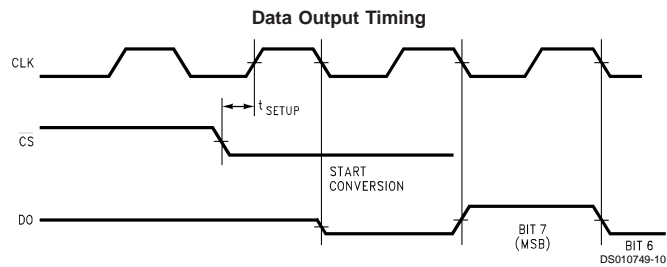 Data Output Timing
CLK
t SETUP
CS
START
CONVERSION
DO
BIT 7
(MSB)
BIT 6
DS010749-10